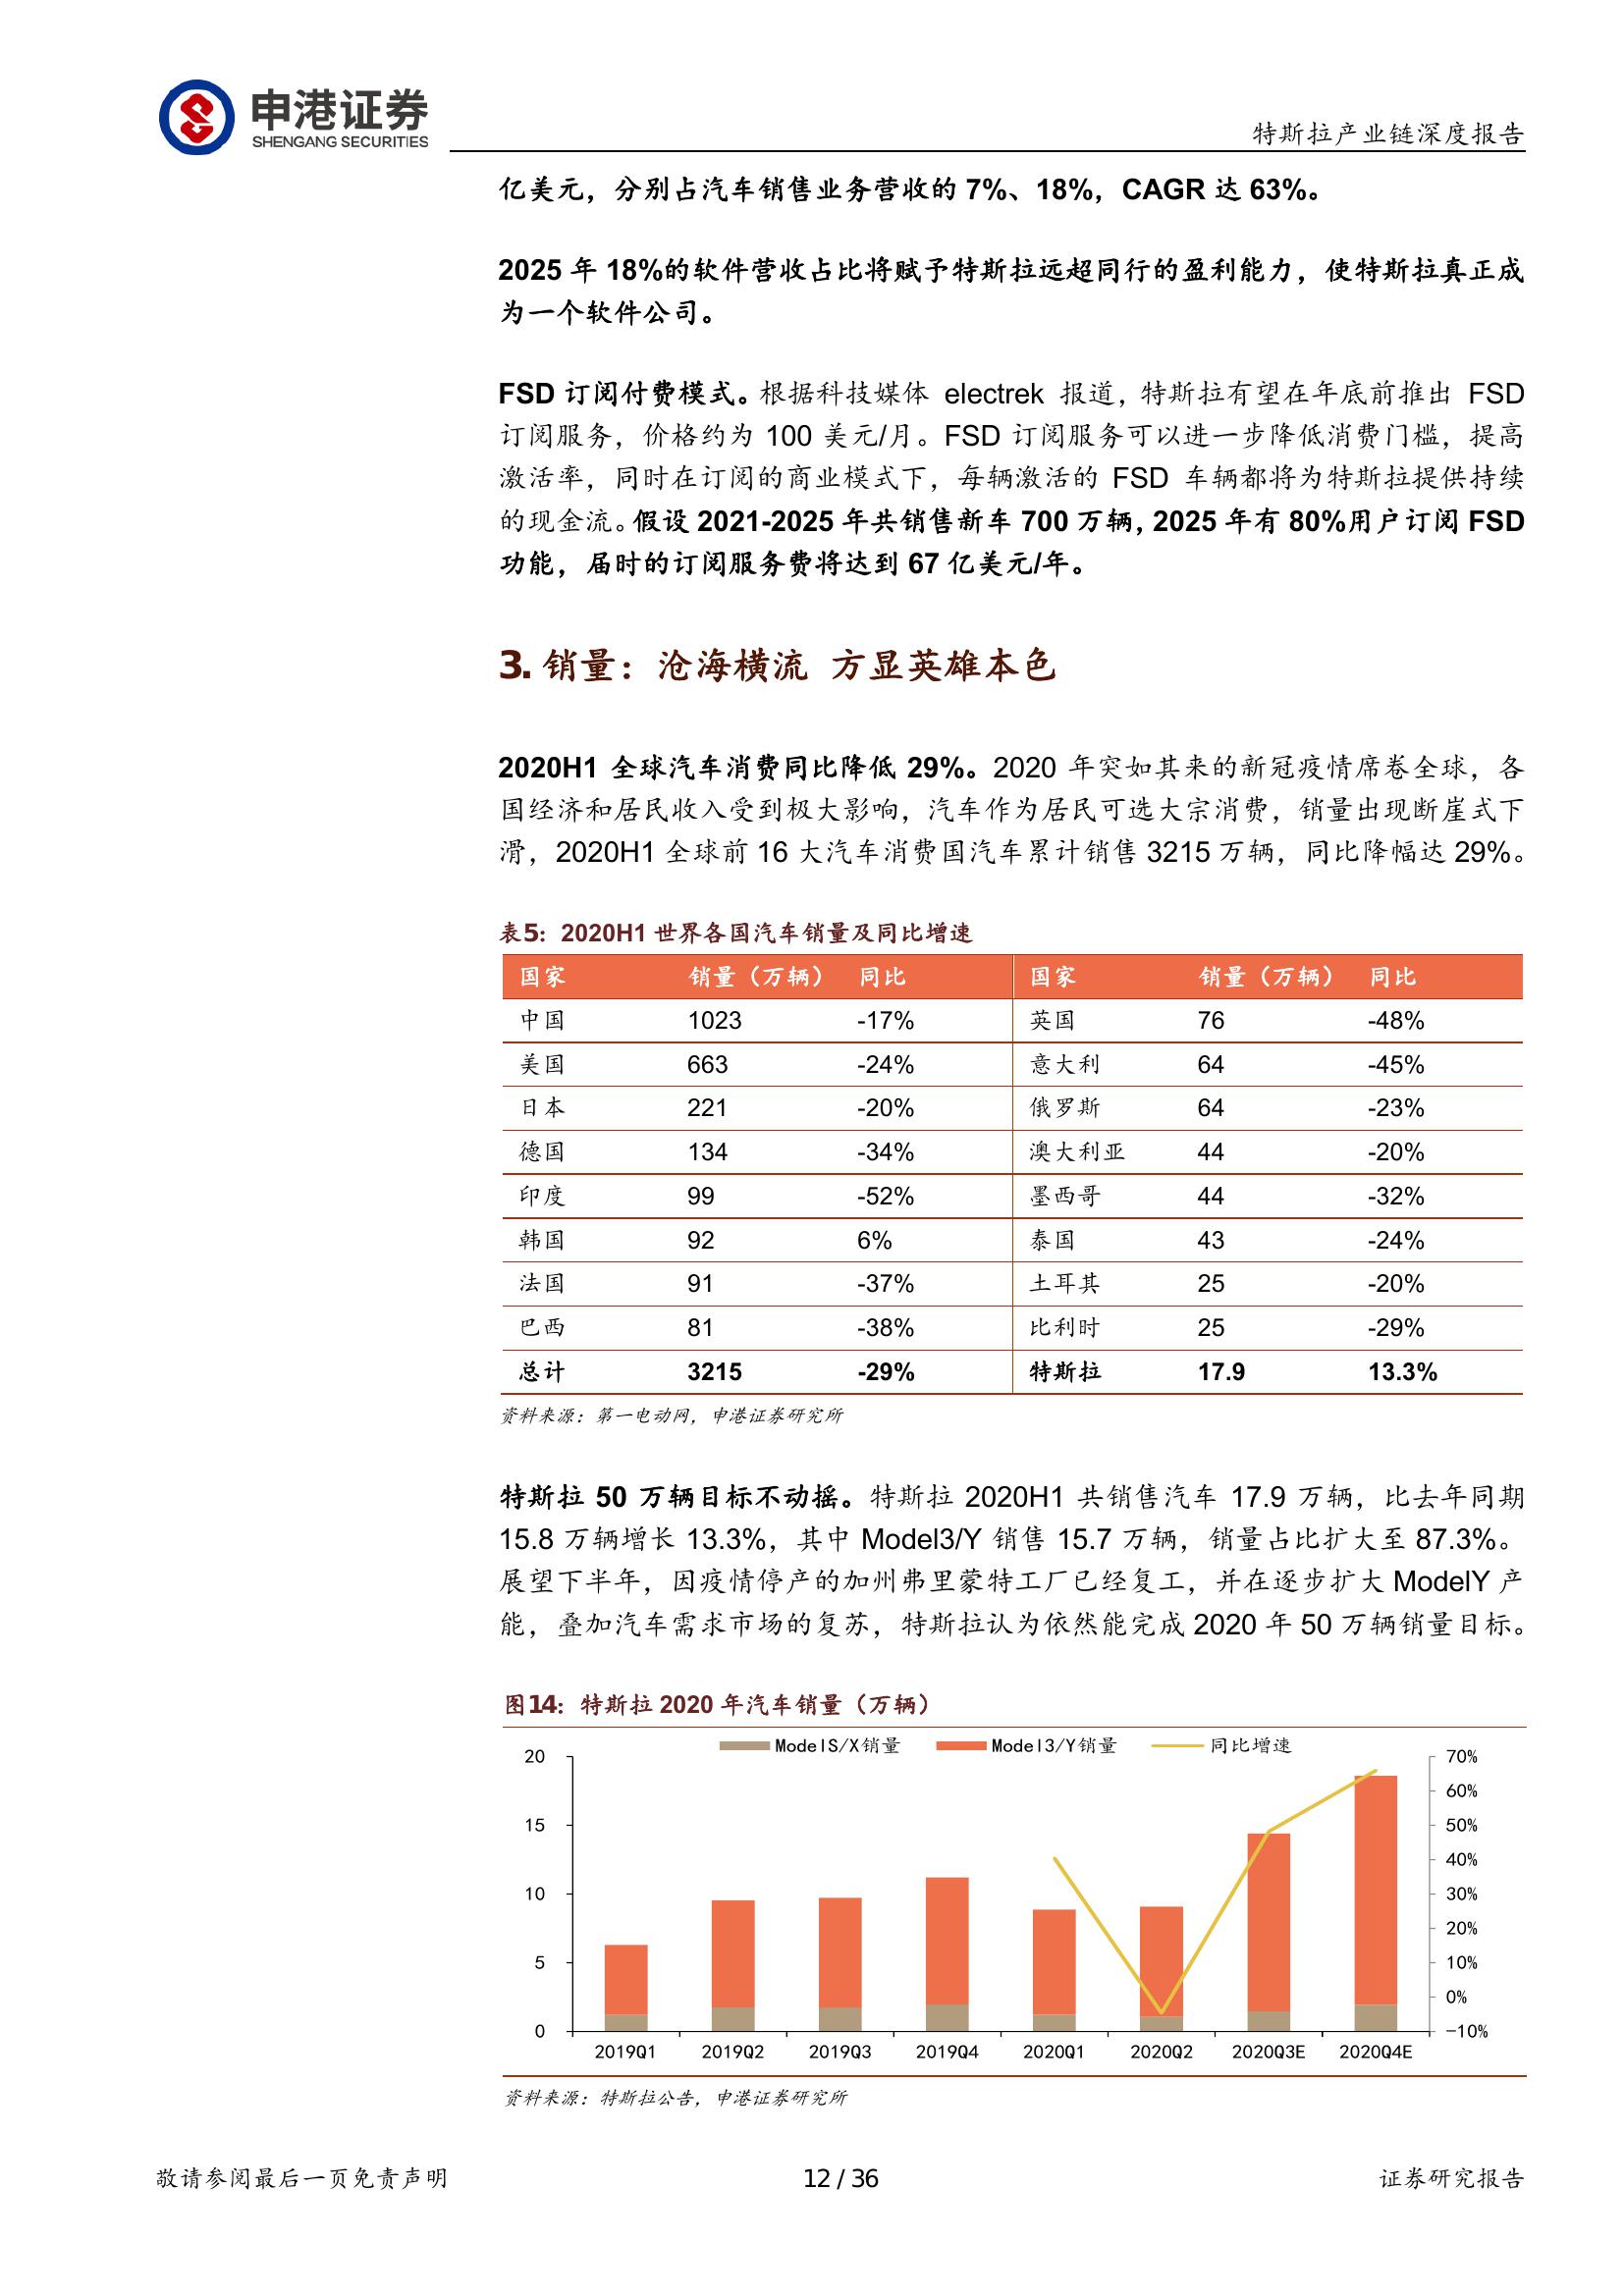 申港证券
SHENGANG SECURITIES
特斯拉产业链深度报告
亿美元，分别占汽车销售业务营收的 7%、18%，CAGR 达 63%。
2025 年 18%的软件营收占比将赋予特斯拉远超同行的盈利能力，使特斯拉真正成
为一个软件公司。
FSD 订阅付费模式。根据科技媒体 electrek 报道，特斯拉有望在年底前推出 FSD
订阅服务，价格约为 100 美元/月。FSD 订阅服务可以进一步降低消费门槛，提高
激活率，同时在订阅的商业模式下，每辆激活的 FSD 车辆都将为特斯拉提供持续
的现金流。假设 2021-2025 年共销售新车 700 万辆，2025 年有 80%用户订阅 FSD
功能，届时的订阅服务费将达到 67 亿美元/年。
3. 销量：沧海横流 方显英雄本色
2020H1 全球汽车消费同比降低 29%。2020 年突如其来的新冠疫情席卷全球，各
国经济和居民收入受到极大影响，汽车作为居民可选大宗消费，销量出现断崖式下
滑，2020H1 全球前 16 大汽车消费国汽车累计销售 3215 万辆，同比降幅达 29%。
表5：2020H1 世界各国汽车销量及同比增速
国家 销量（万辆） 同比 国家 销量（万辆） 同比
中国 1023 -17% 英国 76 -48%
美国 663 -24% 意大利 64 -45%
日本 221 -20% 俄罗斯 64 -23%
德国 134 -34% 澳大利亚 44 -20%
印度 99 -52% 墨西哥 44 -32%
韩国 92 6% 泰国 43 -24%
法国 91 -37% 土耳其 25 -20%
巴西 81 -38% 比利时 25 -29%
总计 3215 -29% 特斯拉 17.9 13.3%
资料来源：第一电动网，申港证券研究所
特斯拉 50 万辆目标不动摇。特斯拉 2020H1 共销售汽车 17.9 万辆，比去年同期
15.8 万辆增长 13.3%，其中 Model3/Y 销售 15.7 万辆，销量占比扩大至 87.3%。
展望下半年，因疫情停产的加州弗里蒙特工厂已经复工，并在逐步扩大 ModelY 产
能，叠加汽车需求市场的复苏，特斯拉认为依然能完成 2020 年 50 万辆销量目标。
图14：特斯拉 2020 年汽车销量（万辆）
ModelS/X销量 Model3/Y销量 同比增速
20 70%
60%
15 50%
40%
10 30%
20%
5 10%
0%
0 -10%
2019Q1 2019Q2 2019Q3 2019Q4 2020Q1 2020Q2 2020Q3E 2020Q4E
资料来源：特斯拉公告，申港证券研究所
敬请参阅最后一页免责声明 12 / 36 证券研究报告